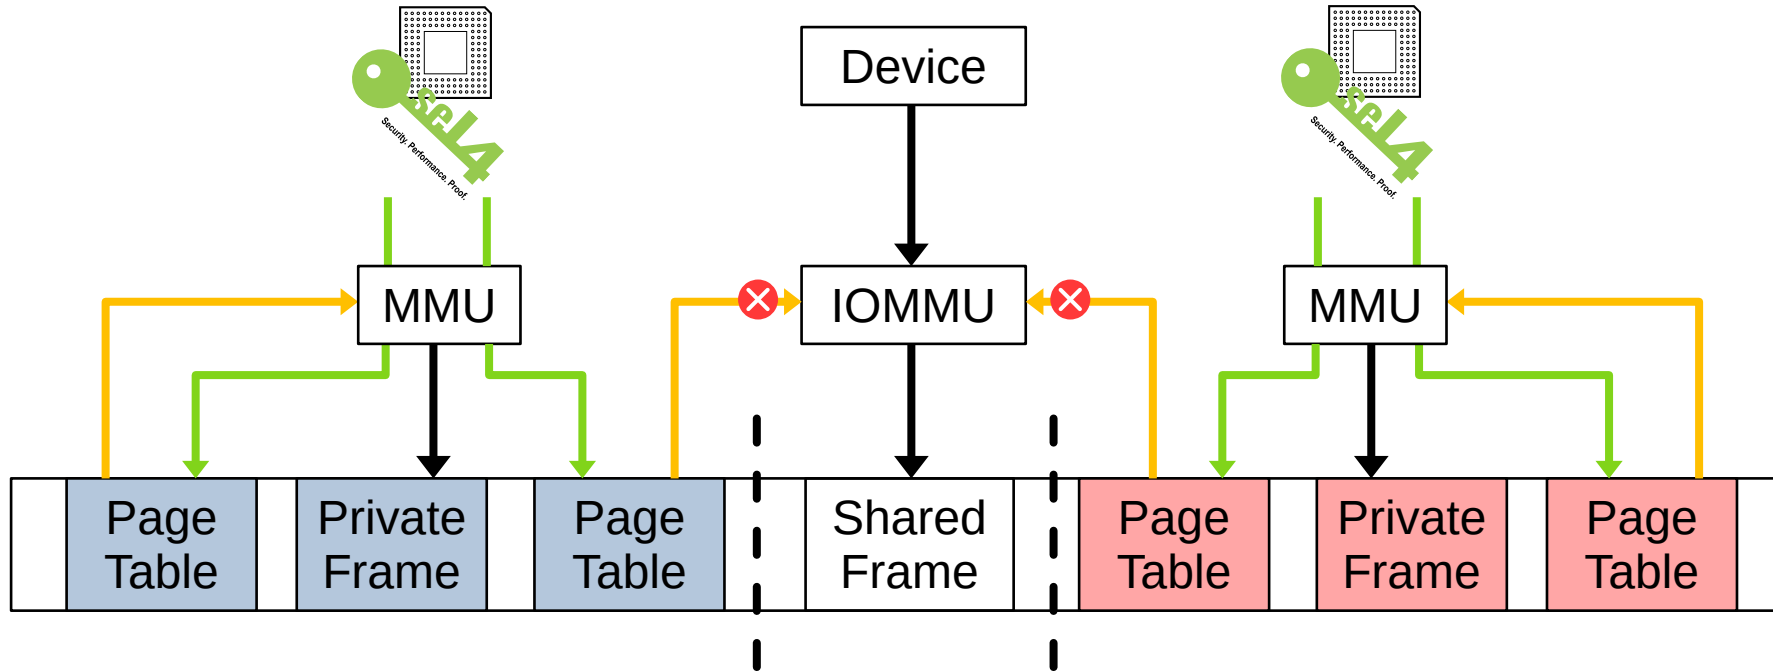 seL4
Security. Performance. Proof.
Device
seL4
Security. Performance. Proof.
MMU
IOMMU
MMU
Page
Table
Private
Frame
Page
Table
Shared
Frame
Page
Table
Private
Frame
Page
Table